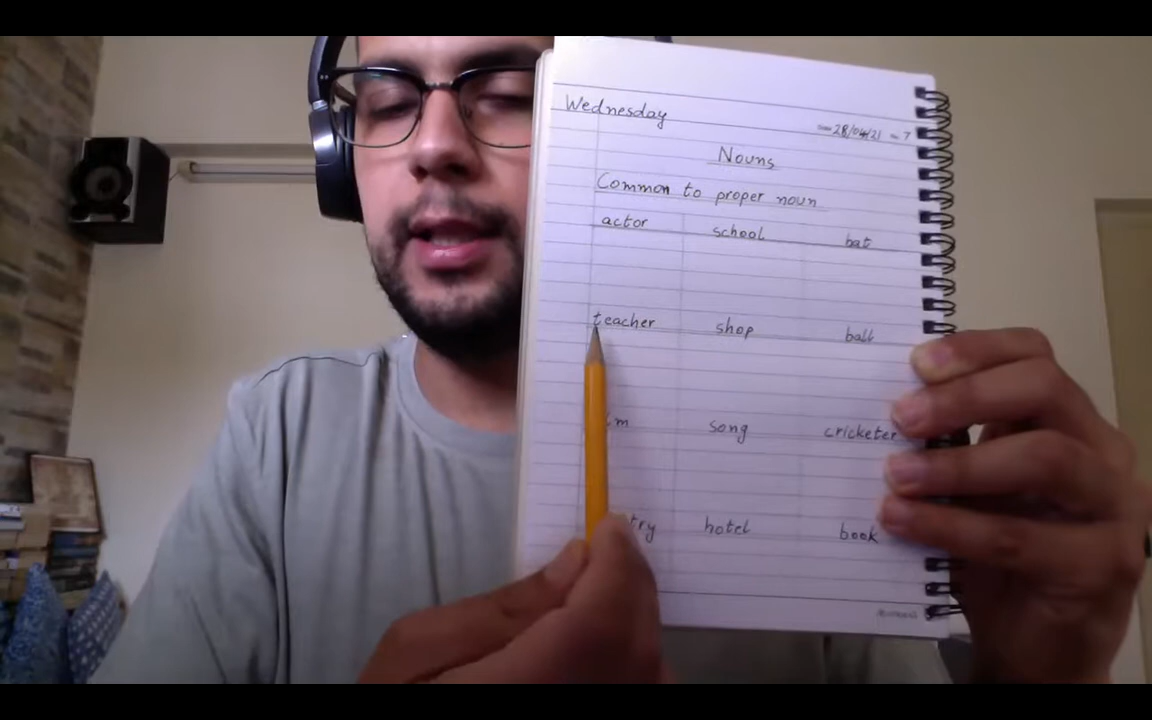 Wednesday
28/04/21
Nouns
Common to proper noun
actor school bat
teacher shop ball
song cricketer
hotel book